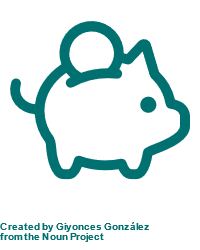 Created by Giyonces González
from the Noun Project